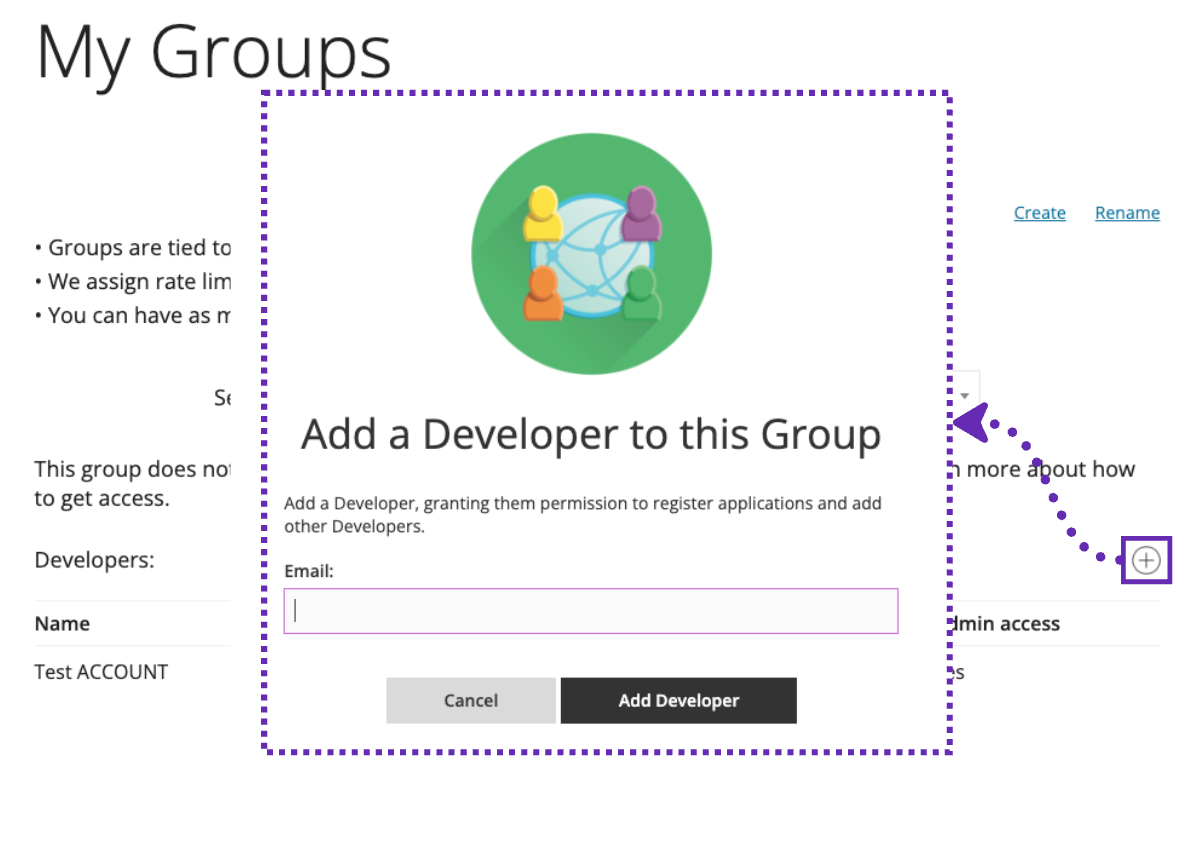 My Groups
Create Rename
• Groups are tied to
• We assign rate lim
• You can have as m
Add a Developer to this Group
This group does not
more about how
to get access.
Add a Developer, granting them permission to register applications and add
other Developers.
Developers:
Email:
Name
dmin access
Test ACCOUNT
es
Cancel Add Developer